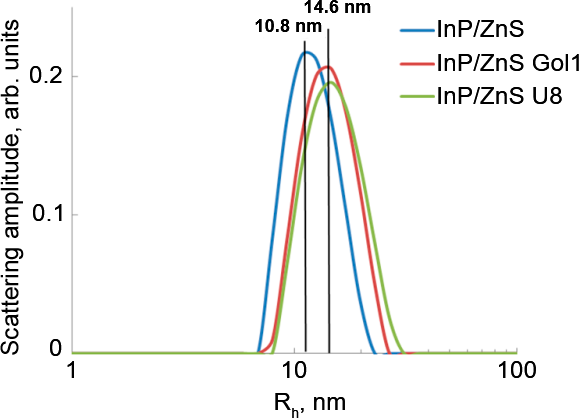 14.6 nm
10.8 nm
InP/ZnS
InP/ZnS Gol1
InP/ZnS U8
Scattering amplitude, arb. units
0.2
0.1
0
1
10
100
Rh, nm